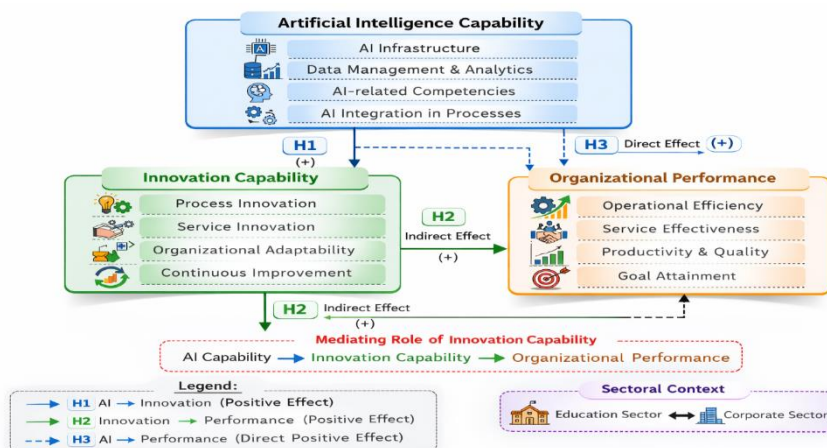 Artificial Intelligence Capability
AI Infrastructure
Data Management & Analytics
AI-related Competencies
AI Integration in Processes
H1
(+)
H3 Direct Effect (+)
Innovation Capability
Process Innovation
Service Innovation
Organizational Adaptability
Continuous Improvement
H2
Indirect Effect
(+)
Organizational Performance
Operational Efficiency
Service Effectiveness
Productivity & Quality
Goal Attainment
H2 Indirect Effect
(+)
Mediating Role of Innovation Capability
AI Capability → Innovation Capability → Organizational Performance
Legend:
H1 AI → Innovation (Positive Effect)
H2 Innovation → Performance (Positive Effect)
H3 AI → Performance (Direct Positive Effect)
Sectoral Context
Education Sector ↔ Corporate Sector